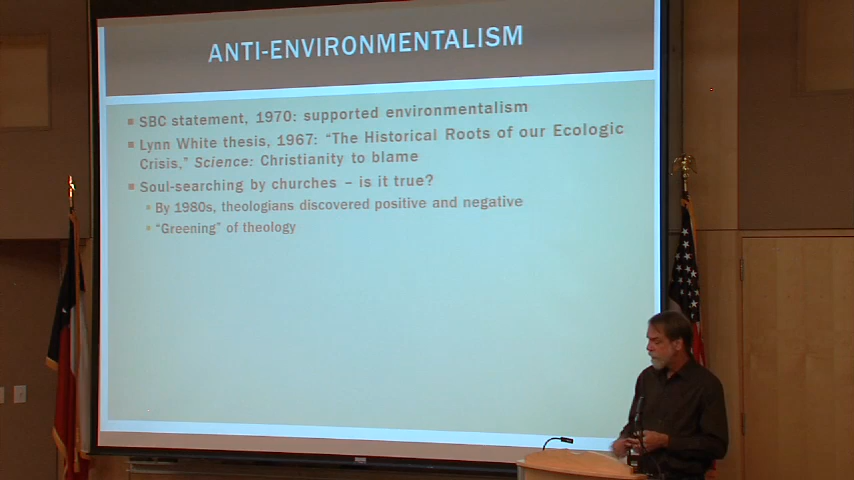 ANTI-ENVIRONMENTALISM
SBC statement, 1970: supported environmentalism
Lynn White thesis, 1967: “The Historical Roots of our Ecologic
Crisis,” Science: Christianity to blame
Soul-searching by churches – is it true?
By 1980s, theologians discovered positive and negative
“Greening” of theology